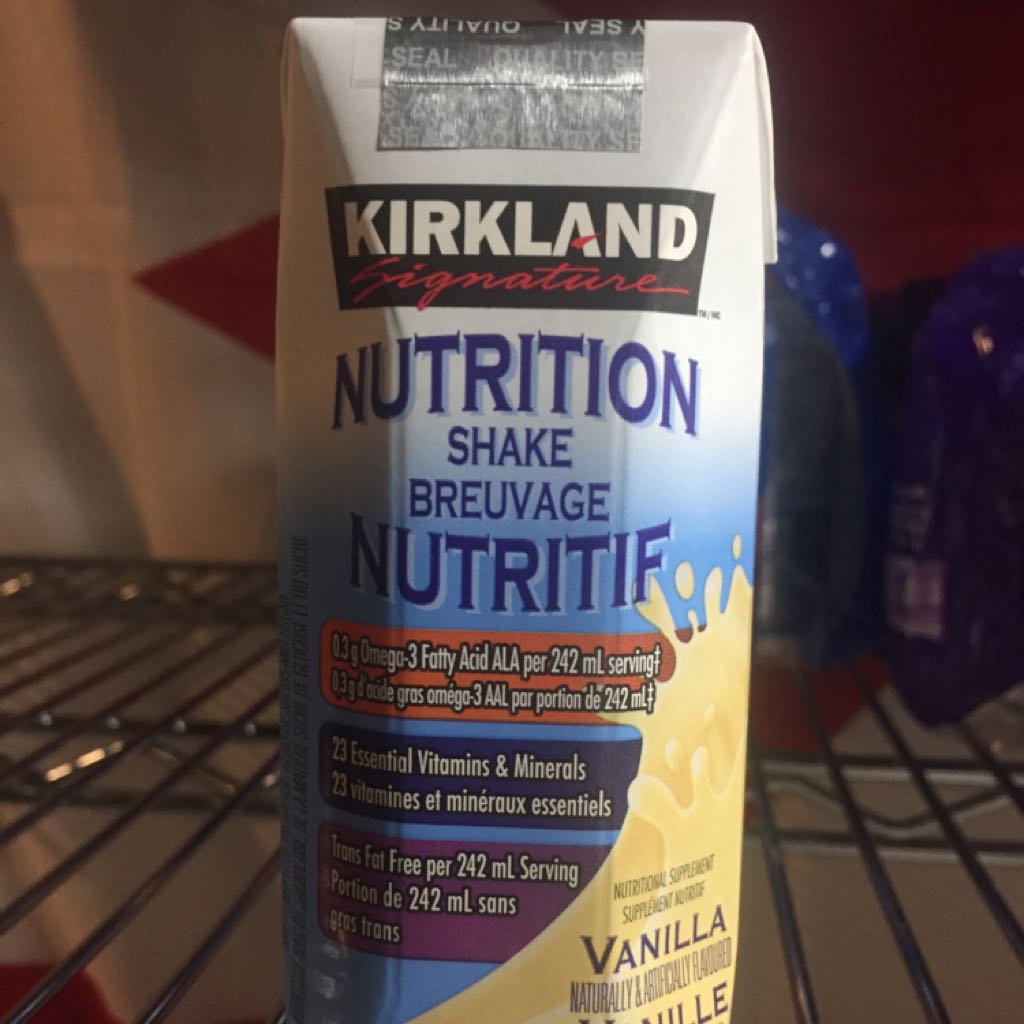 SEAL QUALITY SE
KIRKLAND
Signature
TM/MC
NUTRITION
SHAKE
BREUVAGE
NUTRITIF
0.3 g Omega-3 Fatty Acid ALA per 242 mL serving‡
0,3 g d'acide gras oméga-3 AAL par portion de 242 mL‡
23 Essential Vitamins & Minerals
23 vitamines et minéraux essentiels
Trans Fat Free per 242 mL Serving
Portion de 242 mL sans
gras trans
NUTRITIONAL SUPPLEMENT
SUPPLÉMENT NUTRITIF
VANILLA
NATURALLY & ARTIFICIALLY FLAVOURED
VANILLE